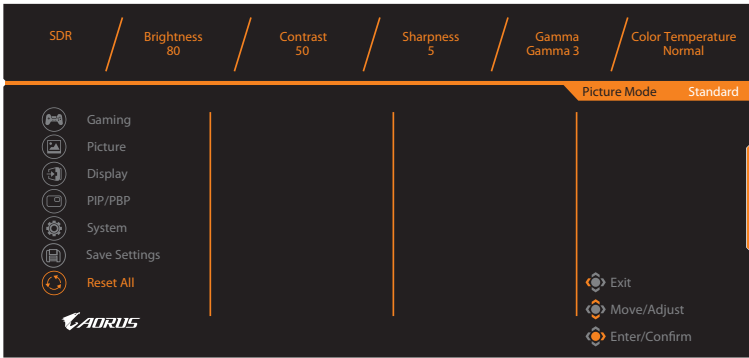 SDR
Brightness
80
Contrast
50
Sharpness
5
Gamma
Gamma 3
Color Temperature
Normal
Picture Mode Standard
Gaming
Picture
Display
PIP/PBP
System
Save Settings
Reset All
Exit
Move/Adjust
Enter/Confirm
AORUS